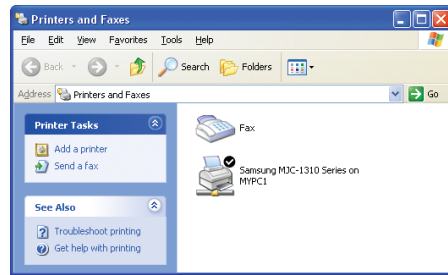 Printers and Faxes
File Edit View Favorites Tools Help
Back Search Folders
Address Printers and Faxes Go
Printer Tasks
Add a printer
Send a fax
See Also
Troubleshoot printing
Get help with printing
Fax
Samsung MJC-1310 Series on
MYPC1